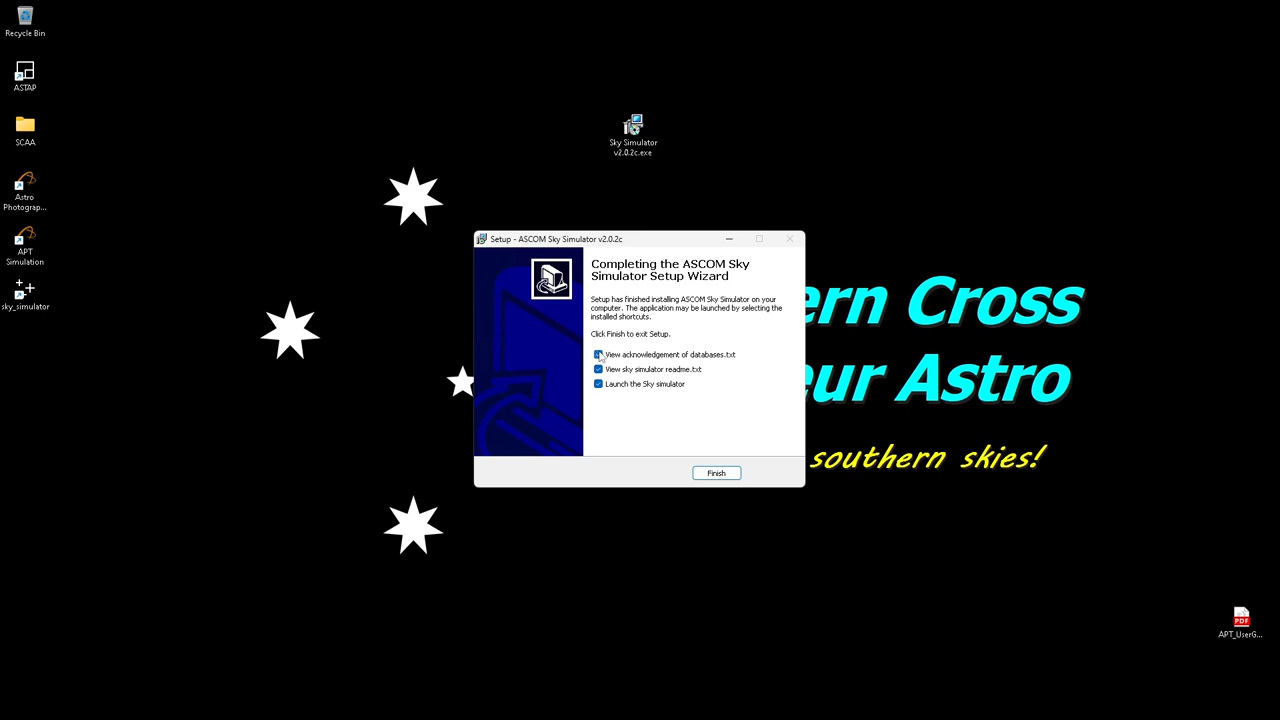 Recycle Bin
ASTAP
SCAA
Astro
Photograp...
APT
Simulation
sky_simulator
Sky Simulator
v2.0.2c.exe
Setup - ASCOM Sky Simulator v2.0.2c
Completing the ASCOM Sky
Simulator Setup Wizard
Setup has finished installing ASCOM Sky Simulator on your
computer. The application may be launched by selecting the
installed shortcuts.
Click Finish to exit Setup.
View acknowledgement of databases.txt
View sky simulator readme.txt
Launch the Sky simulator
Finish
ern Cross
eur Astro
southern skies!
PDF
APT_UserG...